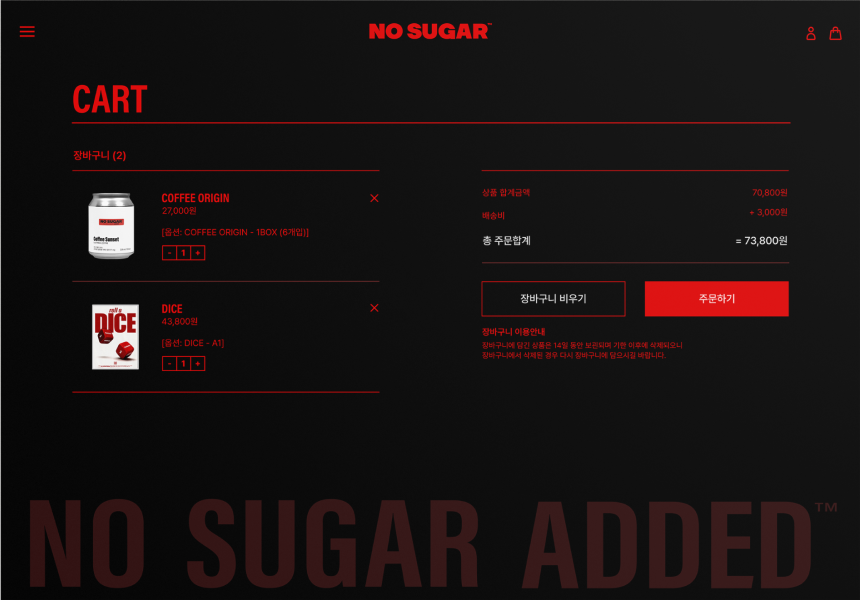 NO SUGAR™
CART
장바구니 (2)
COFFEE ORIGIN
27,000원
[옵션: COFFEE ORIGIN - 1BOX (6개입)]
- 1 +
NO SUGAR
Coffee Sunset
DICE
43,800원
[옵션: DICE - A1]
- 1 +
roll a
DICE
상품 합계금액 70,800원
배송비 + 3,000원
총 주문합계 = 73,800원
장바구니 비우기 주문하기
장바구니 이용안내
장바구니에 담긴 상품은 14일 동안 보관되며 기한 이후에 삭제되오니
장바구니에서 삭제된 경우 다시 장바구니에 담으시길 바랍니다.
NO SUGAR ADDED™